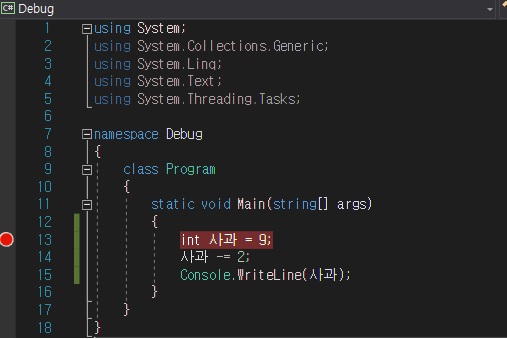 C# Debug
1 using System;
2 using System.Collections.Generic;
3 using System.Linq;
4 using System.Text;
5 using System.Threading.Tasks;
6
7 namespace Debug
8 {
9 class Program
10 {
11 static void Main(string[] args)
12 {
13 int 사과 = 9;
14 사과 -= 2;
15 Console.WriteLine(사과);
16 }
17 }
18 }